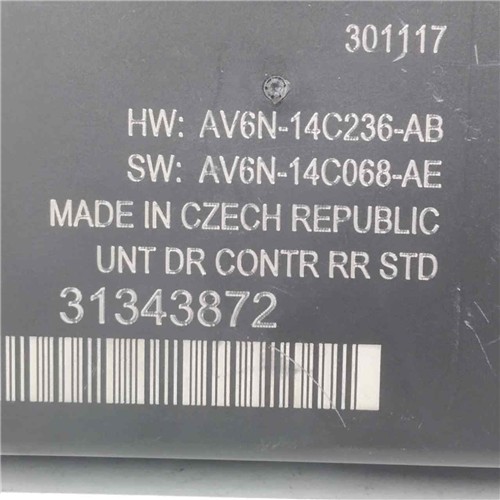 301117
HW: AV6N-14C236-AB
SW: AV6N-14C068-AE
MADE IN CZECH REPUBLIC
UNT DR CONTR RR STD
31343872